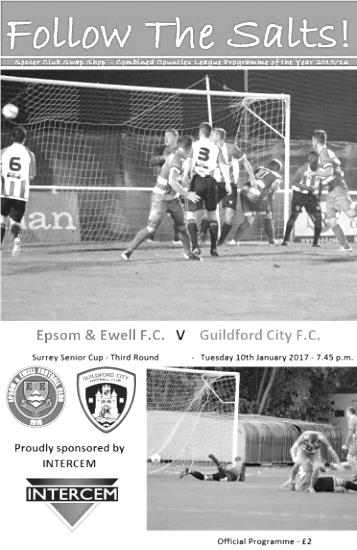 Follow The Salts!
Soccer Club Swap Shop - Combined Counties League Programme of the Year 2015/16
6
3
an
Epsom & Ewell F.C. V Guildford City F.C.
Surrey Senior Cup - Third Round - Tuesday 10th January 2017 - 7.45 p.m.
EPSOM & EWELL FOOTBALL CLUB
E E
GUILDFORD CITY
FOOTBALL CLUB
Proudly sponsored by
INTERCEM
INTERCEM
Official Programme - £2